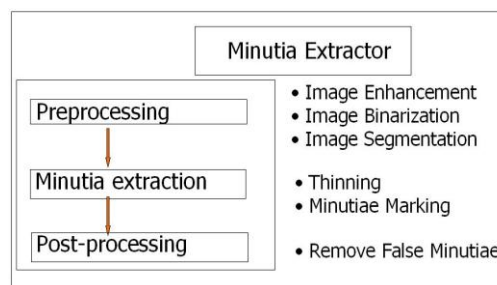 Minutia Extractor
Preprocessing
Minutia extraction
Post-processing
• Image Enhancement
• Image Binarization
• Image Segmentation
• Thinning
• Minutiae Marking
• Remove False Minutiae